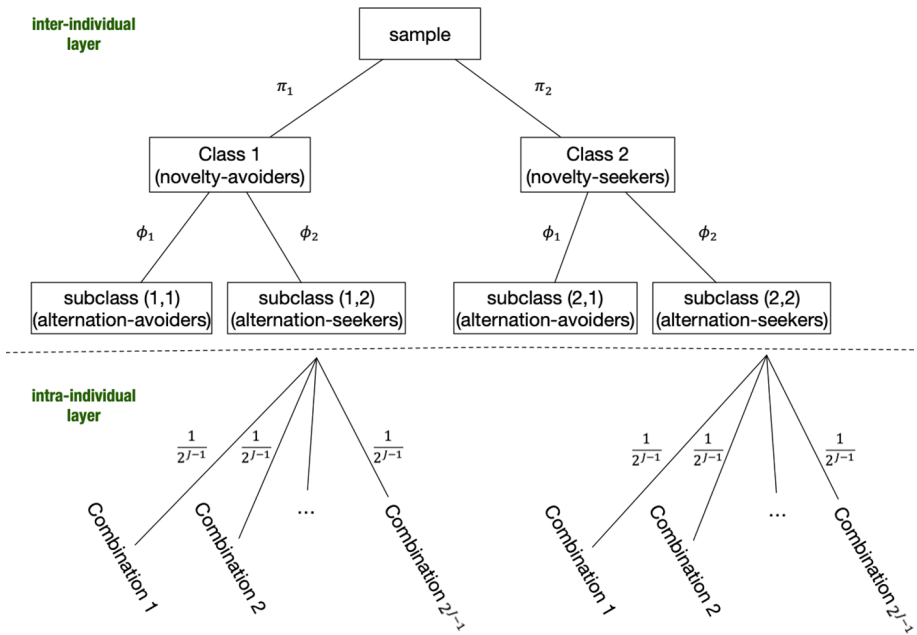 inter-individual
layer
sample
π₁
π₂
Class 1
(novelty-avoiders)
Class 2
(novelty-seekers)
ϕ₁
ϕ₂
ϕ₁
ϕ₂
subclass (1,1)
(alternation-avoiders)
subclass (1,2)
(alternation-seekers)
subclass (2,1)
(alternation-avoiders)
subclass (2,2)
(alternation-seekers)
intra-individual
layer
1/2^{J−1}
1/2^{J−1}
1/2^{J−1}
1/2^{J−1}
1/2^{J−1}
1/2^{J−1}
...
...
Combination 1
Combination 2
Combination 2^{J−1}
Combination 1
Combination 2
Combination 2^{J−1}